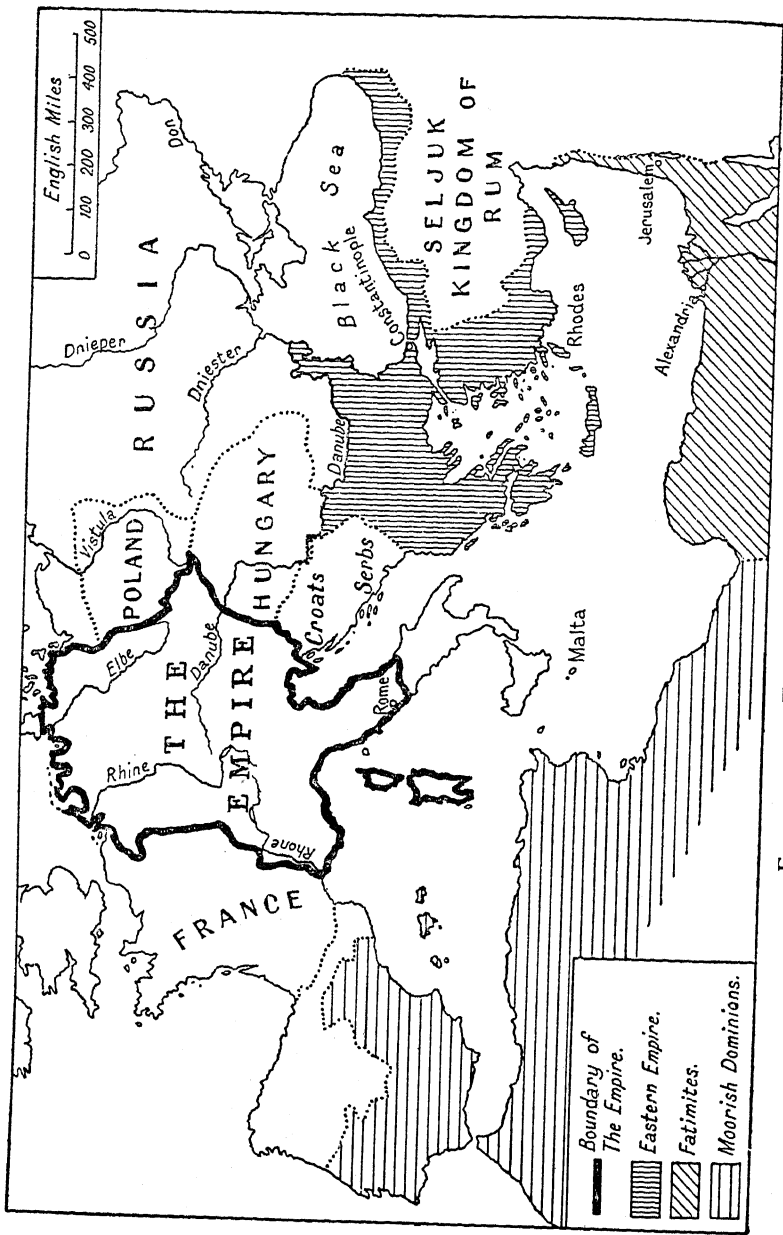 English Miles
0 100 200 300 400 500
RUSSIA
Dnieper
Don
Dniester
Vistula
POLAND
HUNGARY
Danube
Black Sea
Constantinople
SELJUK
KINGDOM OF
RUM
Elbe
Rhine
THE
EMPIRE
Danube
Croats
Serbs
Rhone
FRANCE
Rome
Malta
Rhodes
Jerusalem
Alexandria
Boundary of
The Empire.
Eastern Empire.
Fatimites.
Moorish Dominions.